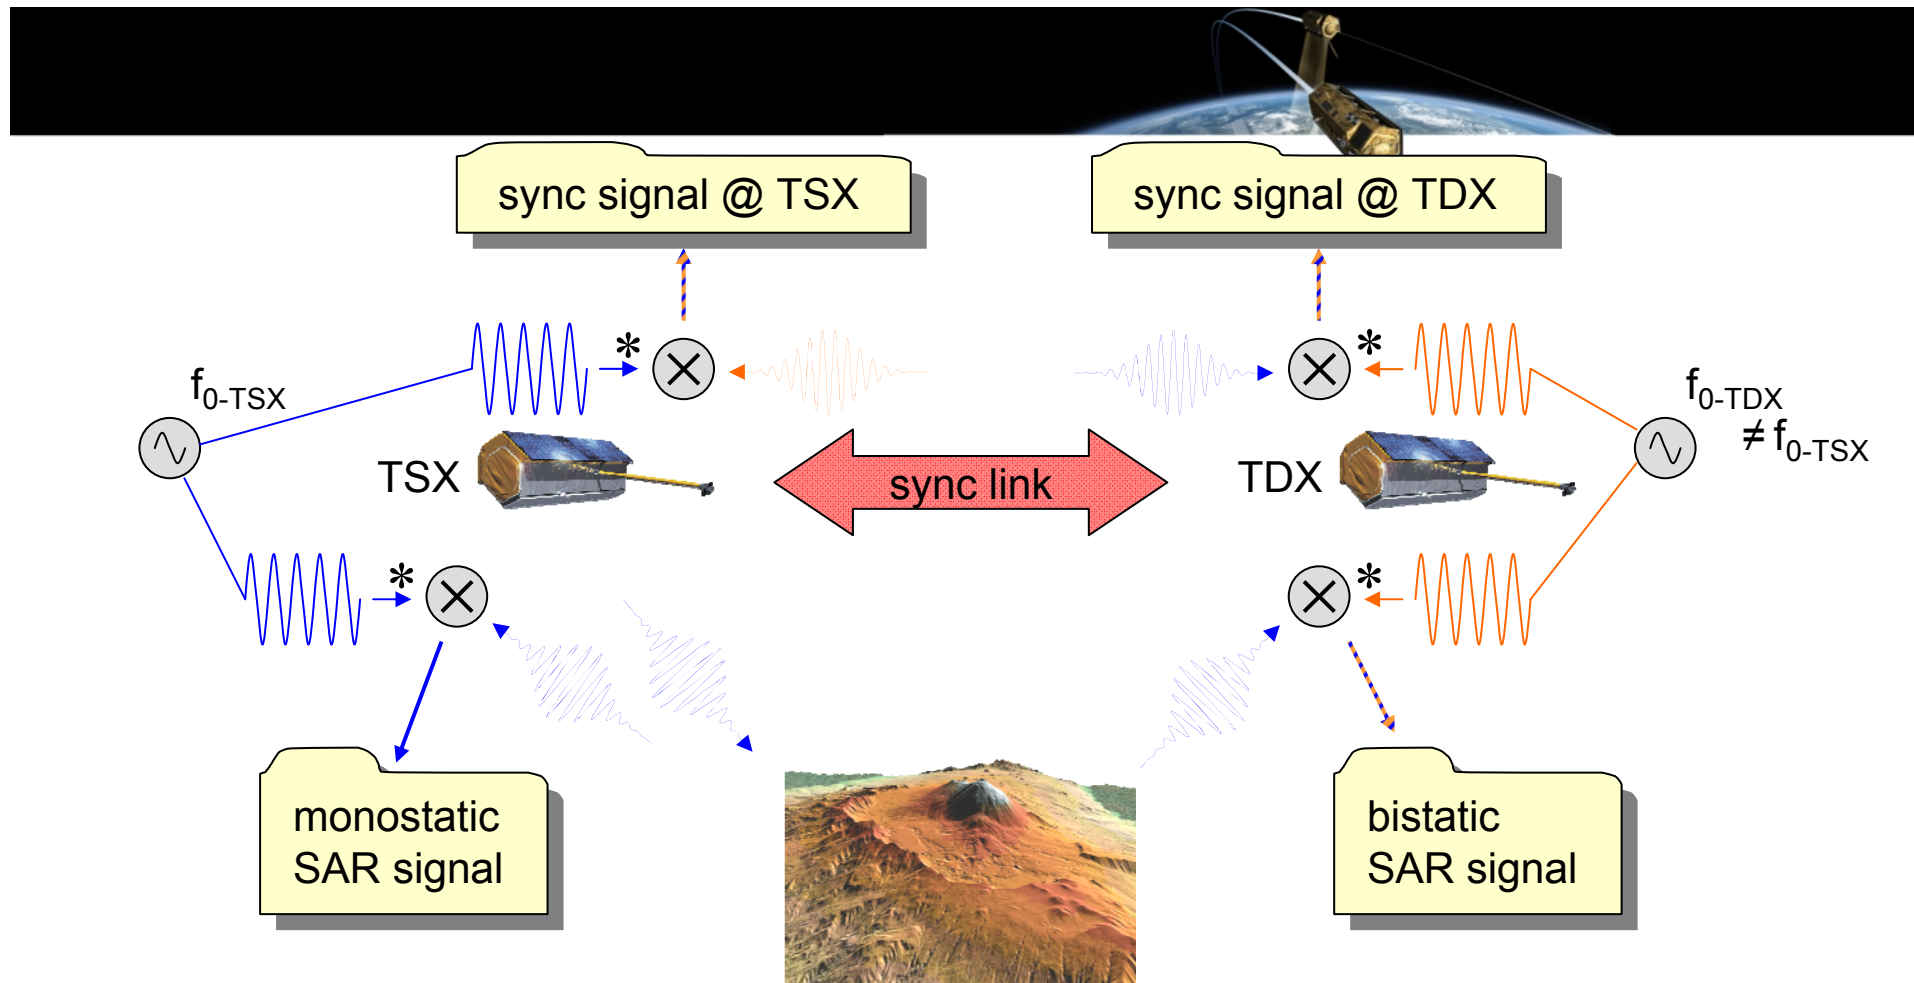 sync signal @ TSX
sync signal @ TDX
*
*
f0-TSX
f0-TDX
≠ f0-TSX
TSX
sync link
TDX
*
*
monostatic
SAR signal
bistatic
SAR signal